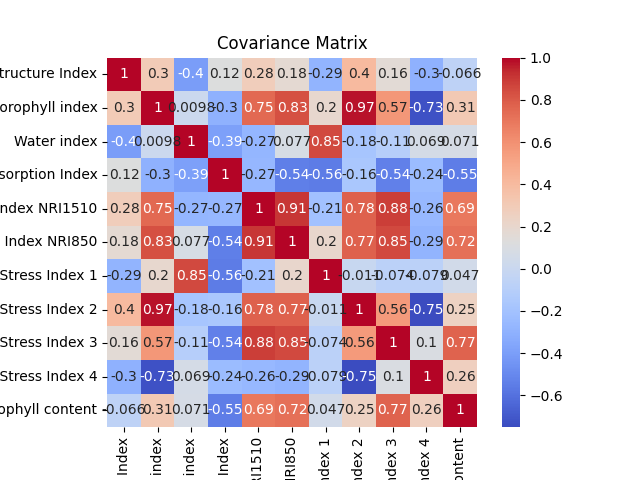 Covariance Matrix
tructure Index 1 0.3 -0.4 0.12 0.28 0.18 -0.29 0.4 0.16 -0.3 -0.066
orophyll index 0.3 1 0.0098 -0.3 0.75 0.83 0.2 0.97 0.57 -0.73 0.31
Water index -0.4 0.0098 1 -0.39 -0.27 0.077 0.85 -0.18 -0.11 0.069 0.071
sorption Index 0.12 -0.3 -0.39 1 -0.27 -0.54 -0.56 -0.16 -0.54 -0.24 -0.55
ndex NRI1510 0.28 0.75 -0.27 -0.27 1 0.91 -0.21 0.78 0.88 -0.26 0.69
Index NRI850 0.18 0.83 0.077 -0.54 0.91 1 0.2 0.77 0.85 -0.29 0.72
Stress Index 1 -0.29 0.2 0.85 -0.56 -0.21 0.2 1 -0.011 -0.074 -0.079 0.047
Stress Index 2 0.4 0.97 -0.18 -0.16 0.78 0.77 -0.011 1 0.56 -0.75 0.25
Stress Index 3 0.16 0.57 -0.11 -0.54 0.88 0.85 -0.074 0.56 1 0.1 0.77
Stress Index 4 -0.3 -0.73 0.069 -0.24 -0.26 -0.29 -0.079 -0.75 0.1 1 0.26
ophyll content -0.066 0.31 0.071 -0.55 0.69 0.72 0.047 0.25 0.77 0.26 1
Index
index
index
Index
RI1510
NRI850
ndex 1
ndex 2
ndex 3
ndex 4
ontent
1.0
0.8
0.6
0.4
0.2
0.0
−0.2
−0.4
−0.6